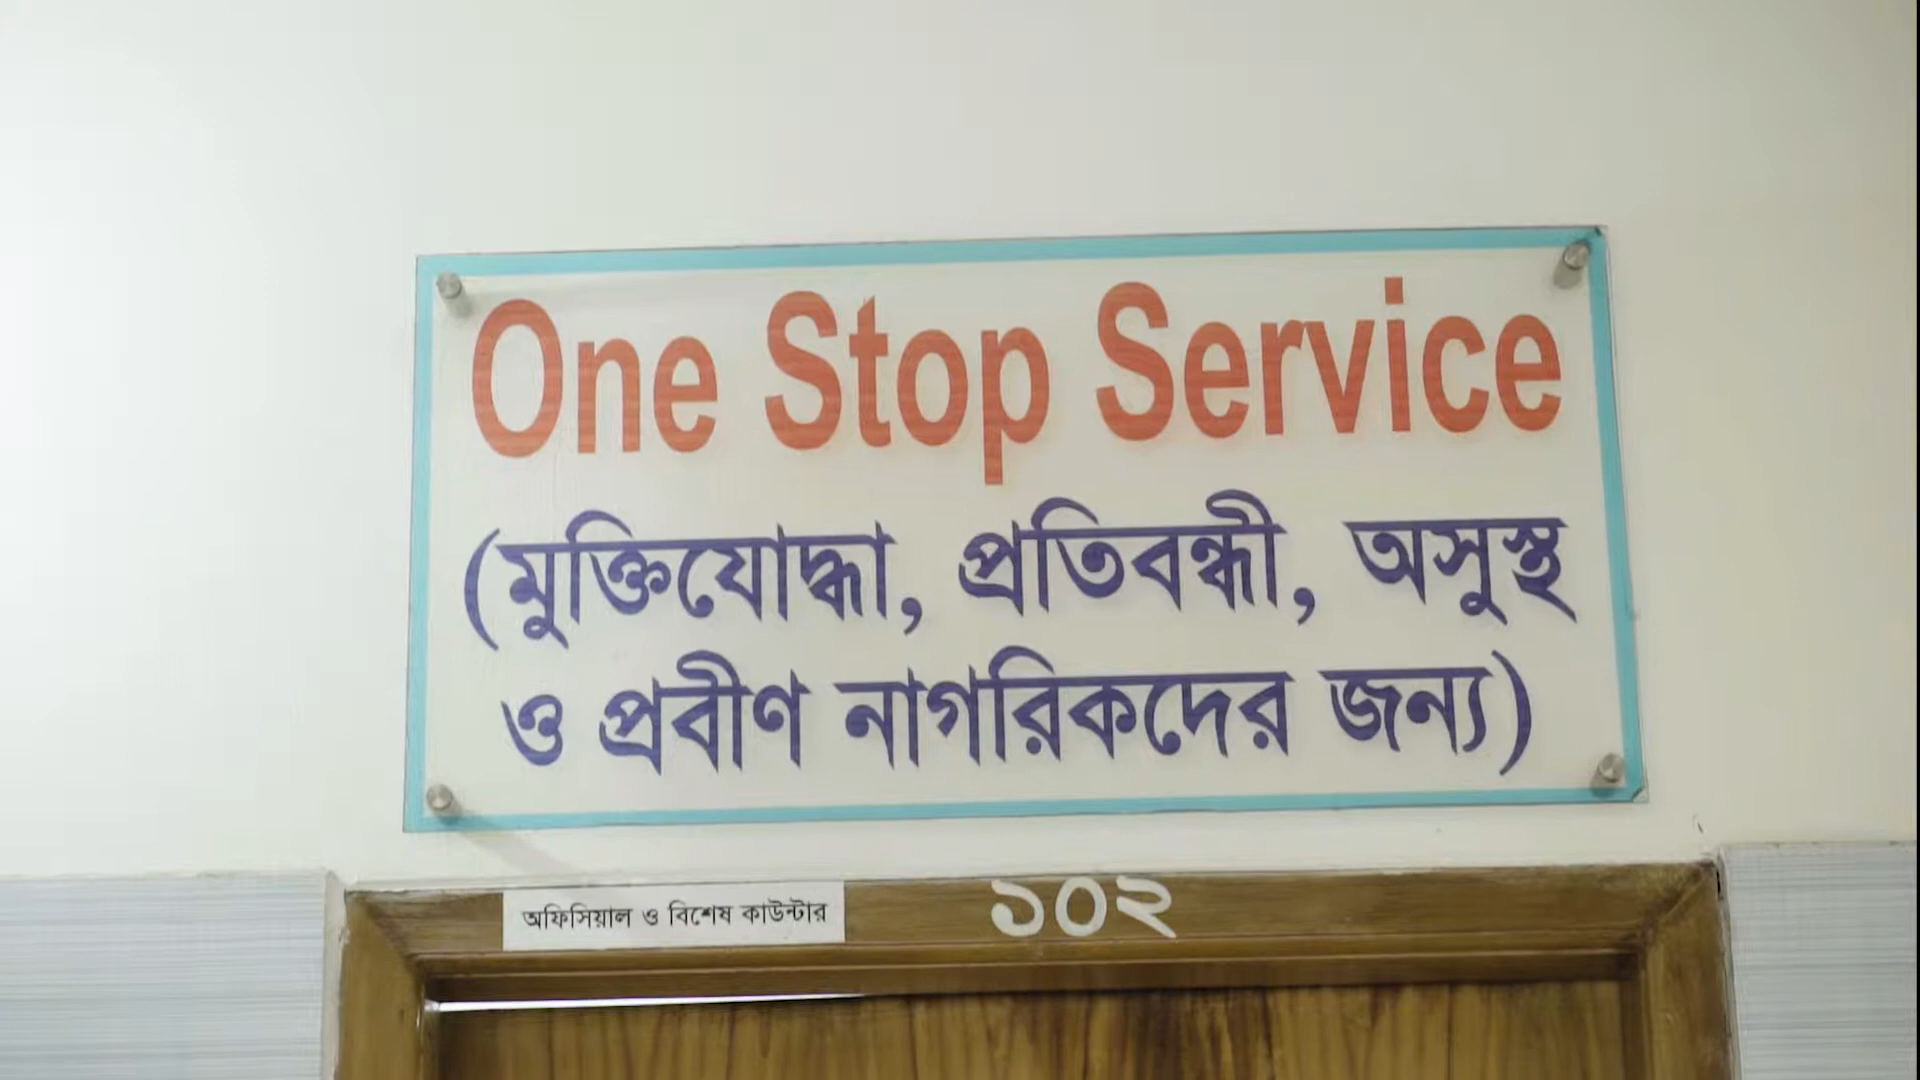 One Stop Service
(মুক্তিযোদ্ধা, প্রতিবন্ধী, অসুস্থ
ও প্রবীণ নাগরিকদের জন্য)
অফিসিয়াল ও বিশেষ কাউন্টার
১০২